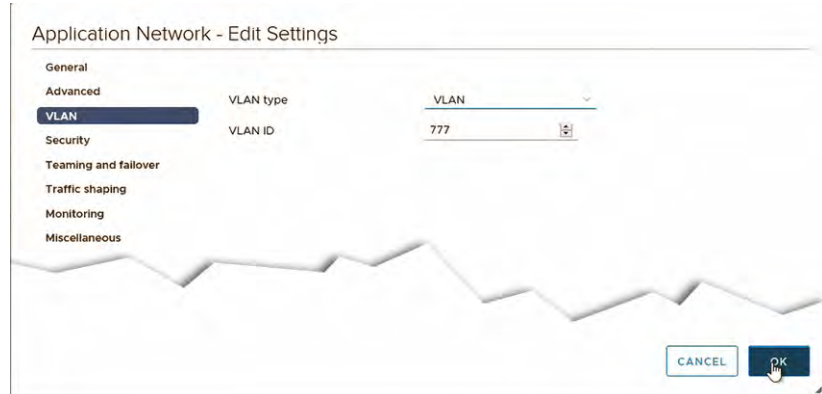 Application Network - Edit Settings
General
Advanced
VLAN type VLAN
VLAN
VLAN ID 777
Security
Teaming and failover
Traffic shaping
Monitoring
Miscellaneous
CANCEL OK